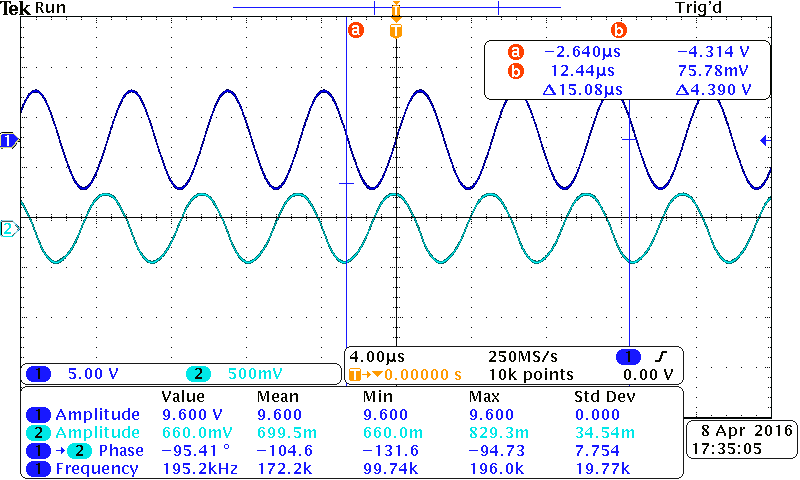 Tek Run Trig'd
T
a b
T
a −2.640µs −4.314 V
b 12.44µs 75.78mV
Δ15.08µs Δ4.390 V
1
2
1 5.00 V 2 500mV
4.00µs 250MS/s 1
T→▼0.00000 s 10k points 0.00 V
Value Mean Min Max Std Dev
1 Amplitude 9.600 V 9.600 9.600 9.600 0.000
2 Amplitude 660.0mV 699.5m 660.0m 829.3m 34.54m
1 → 2 Phase −95.41 ° −104.6 −131.6 −94.73 7.754
1 Frequency 195.2kHz 172.2k 99.74k 196.0k 19.77k
8 Apr 2016
17:35:05